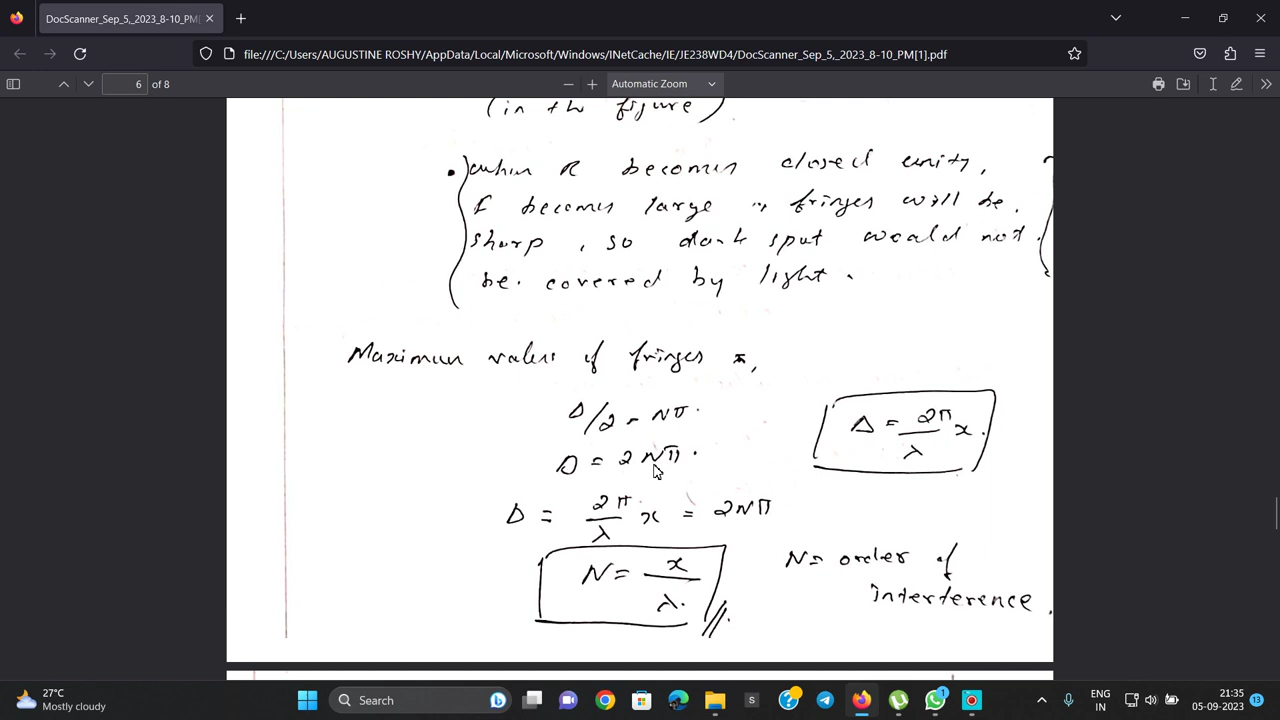 DocScanner_Sep_5,_2023_8-10_PM[
file:///C:/Users/AUGUSTINE ROSHY/AppData/Local/Microsoft/Windows/INetCache/IE/JE238WD4/DocScanner_Sep_5,_2023_8-10_PM[1].pdf
6 of 8
Automatic Zoom
(in the figure)
• when R becomes closed unity,
F becomes large fringes will be
sharp, so dark spot would not
be covered by light.
Maximum values of fringes
Δ/2 = Nπ
Δ = 2π/λ x
Δ = 2Nπ
Δ = 2π/λ x = 2Nπ
N = x/λ
N = order of
interference.
27°C
Mostly cloudy
Search
ENG
IN
21:35
05-09-2023
13
1